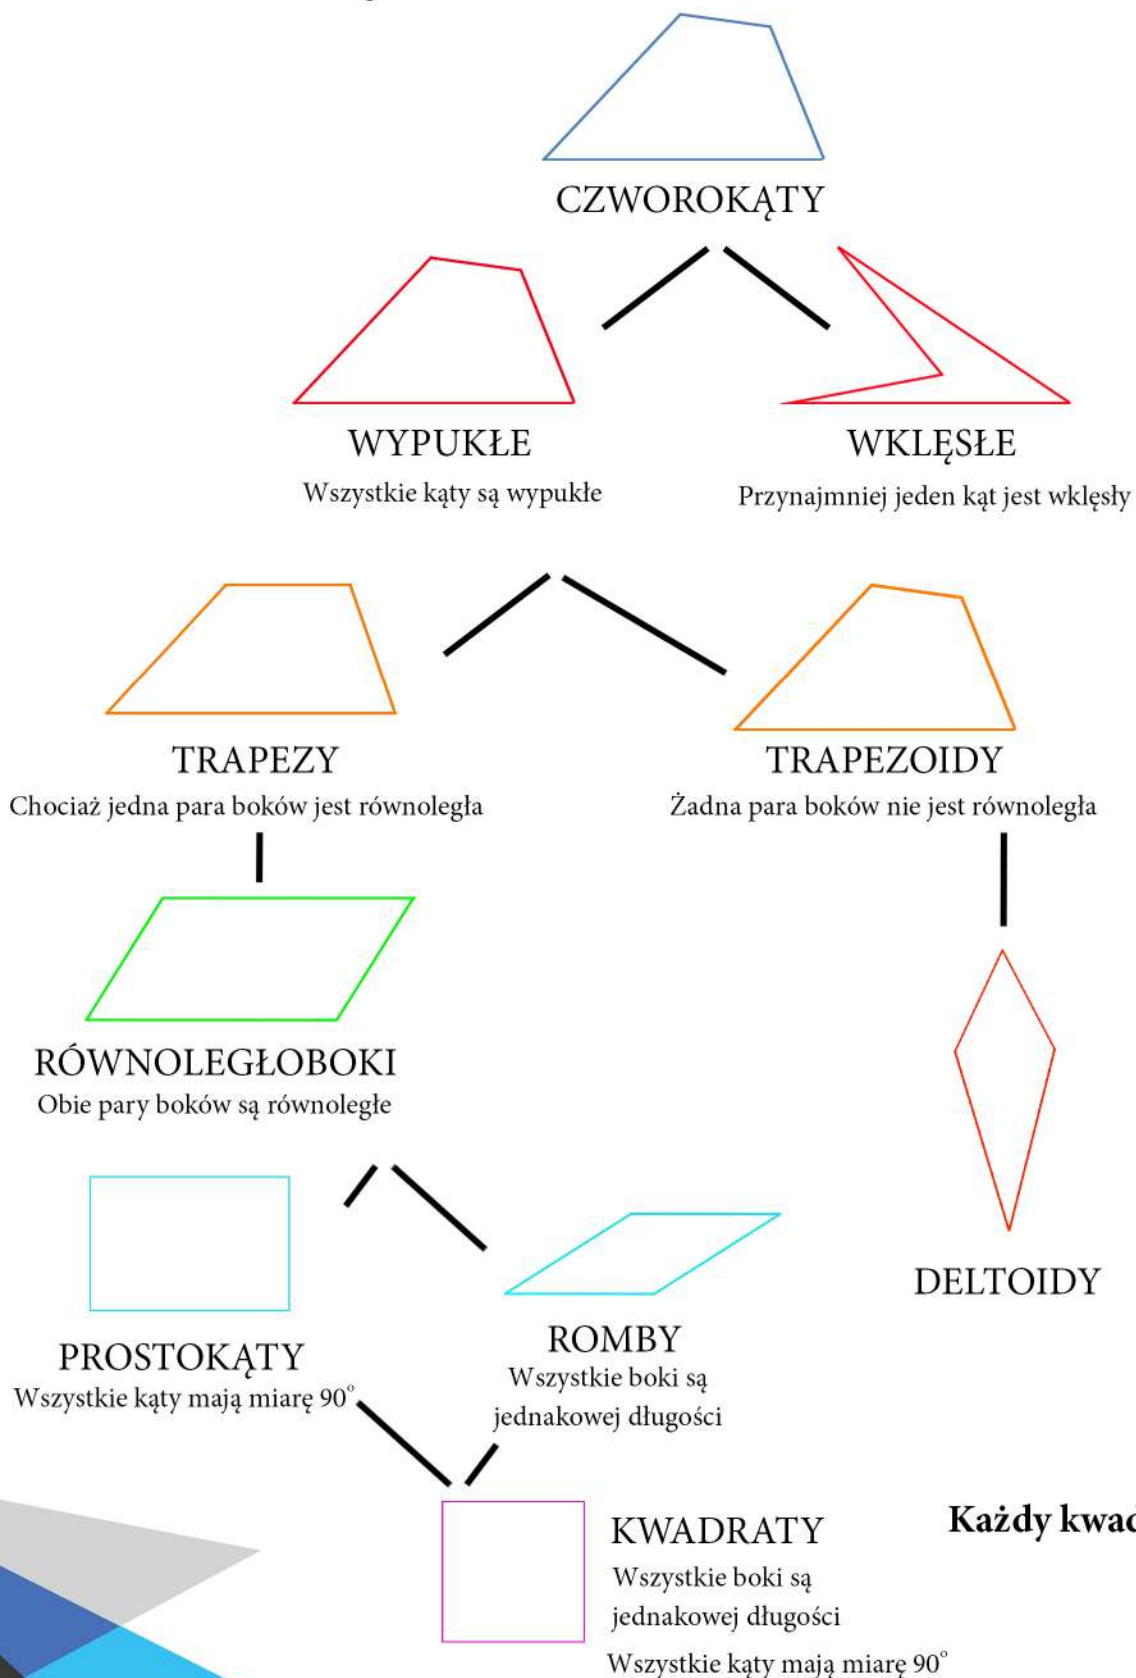 CZWOROKĄTY
WYPUKŁE
Wszystkie kąty są wypukłe
WKLĘSŁE
Przynajmniej jeden kąt jest wklęsły
TRAPEZY
Chociaż jedna para boków jest równoległa
TRAPEZOIDY
Żadna para boków nie jest równoległa
RÓWNOLEGŁOBOKI
Obie pary boków są równoległe
DELTOIDY
PROSTOKĄTY
Wszystkie kąty mają miarę 90°
ROMBY
Wszystkie boki są
jednakowej długości
KWADRATY
Wszystkie boki są
jednakowej długości
Wszystkie kąty mają miarę 90°
Każdy